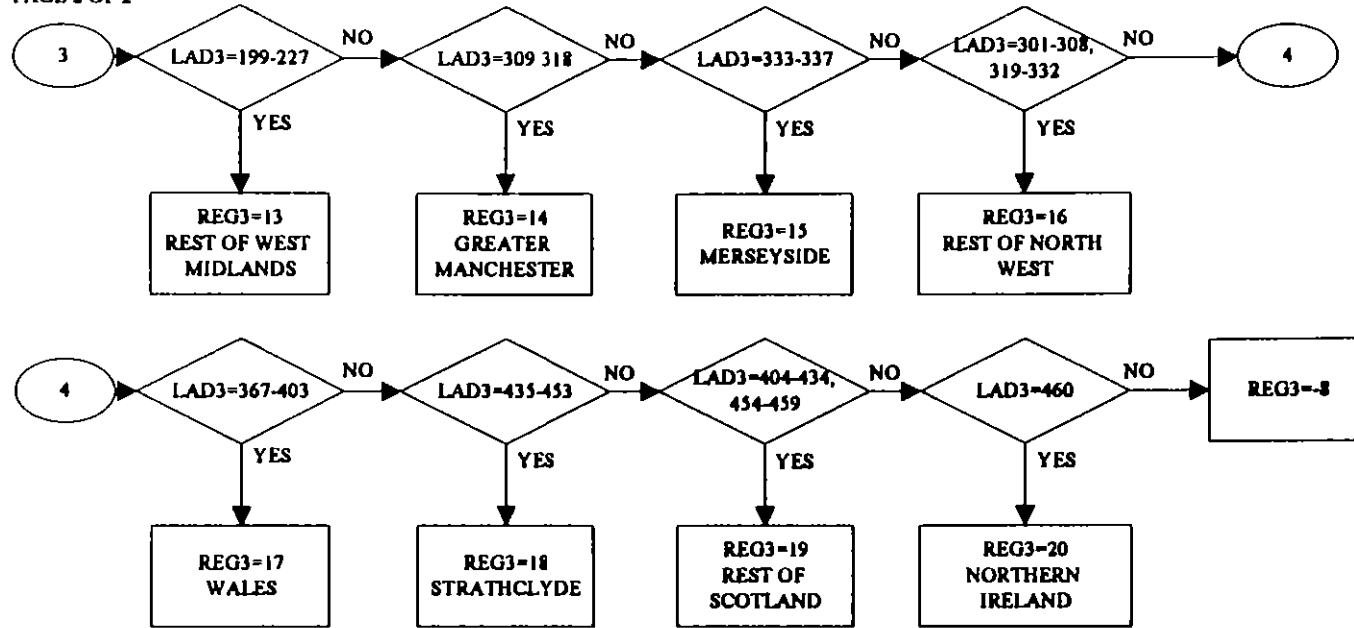 3
LAD3=199-227
NO
LAD3=309 318
NO
LAD3=333-337
NO
LAD3=301-308,
319-332
NO
4
YES
YES
YES
YES
REG3=13
REST OF WEST
MIDLANDS
REG3=14
GREATER
MANCHESTER
REG3=15
MERSEYSIDE
REG3=16
REST OF NORTH
WEST
4
LAD3=367-403
NO
LAD3=435-453
NO
LAD3=404-434,
454-459
NO
LAD3=460
NO
REG3=-8
YES
YES
YES
YES
REG3=17
WALES
REG3=18
STRATHCLYDE
REG3=19
REST OF
SCOTLAND
REG3=20
NORTHERN
IRELAND